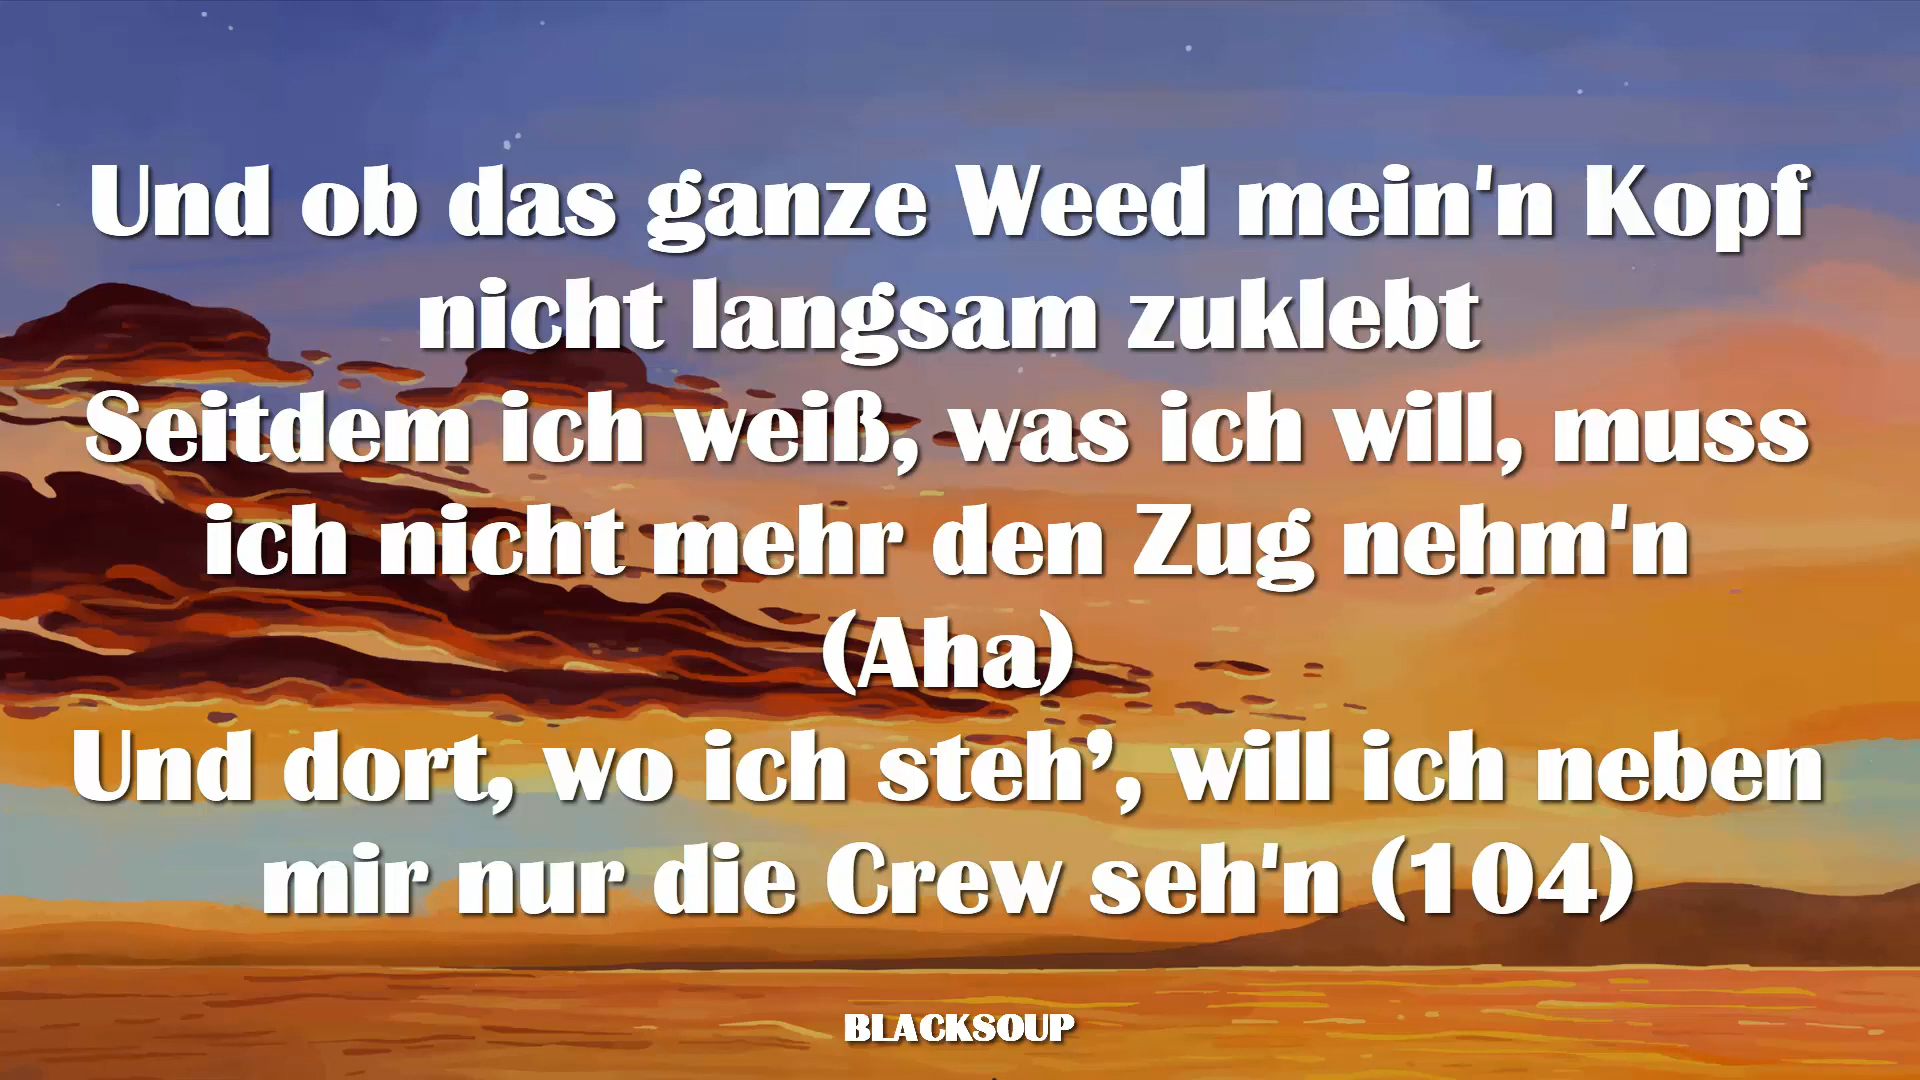 Und ob das ganze Weed mein'n Kopf
nicht langsam zuklebt
Seitdem ich weiß, was ich will, muss
ich nicht mehr den Zug nehm'n
(Aha)
Und dort, wo ich steh’, will ich neben
mir nur die Crew seh'n (104)
BLACKSOUP